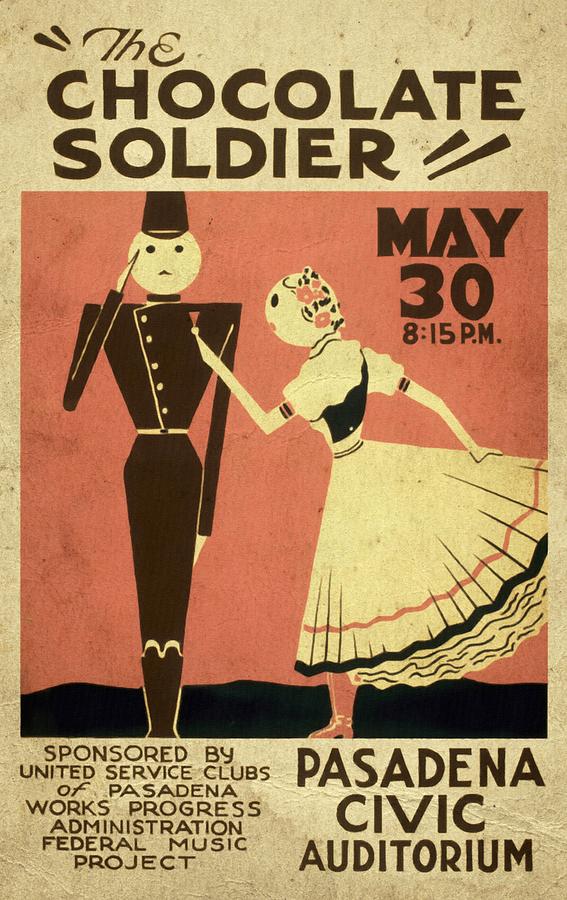 "The
CHOCOLATE
SOLDIER"
MAY
30
8:15 P.M.
SPONSORED BY
UNITED SERVICE CLUBS
of PASADENA
WORKS PROGRESS
ADMINISTRATION
FEDERAL MUSIC
PROJECT
PASADENA
CIVIC
AUDITORIUM